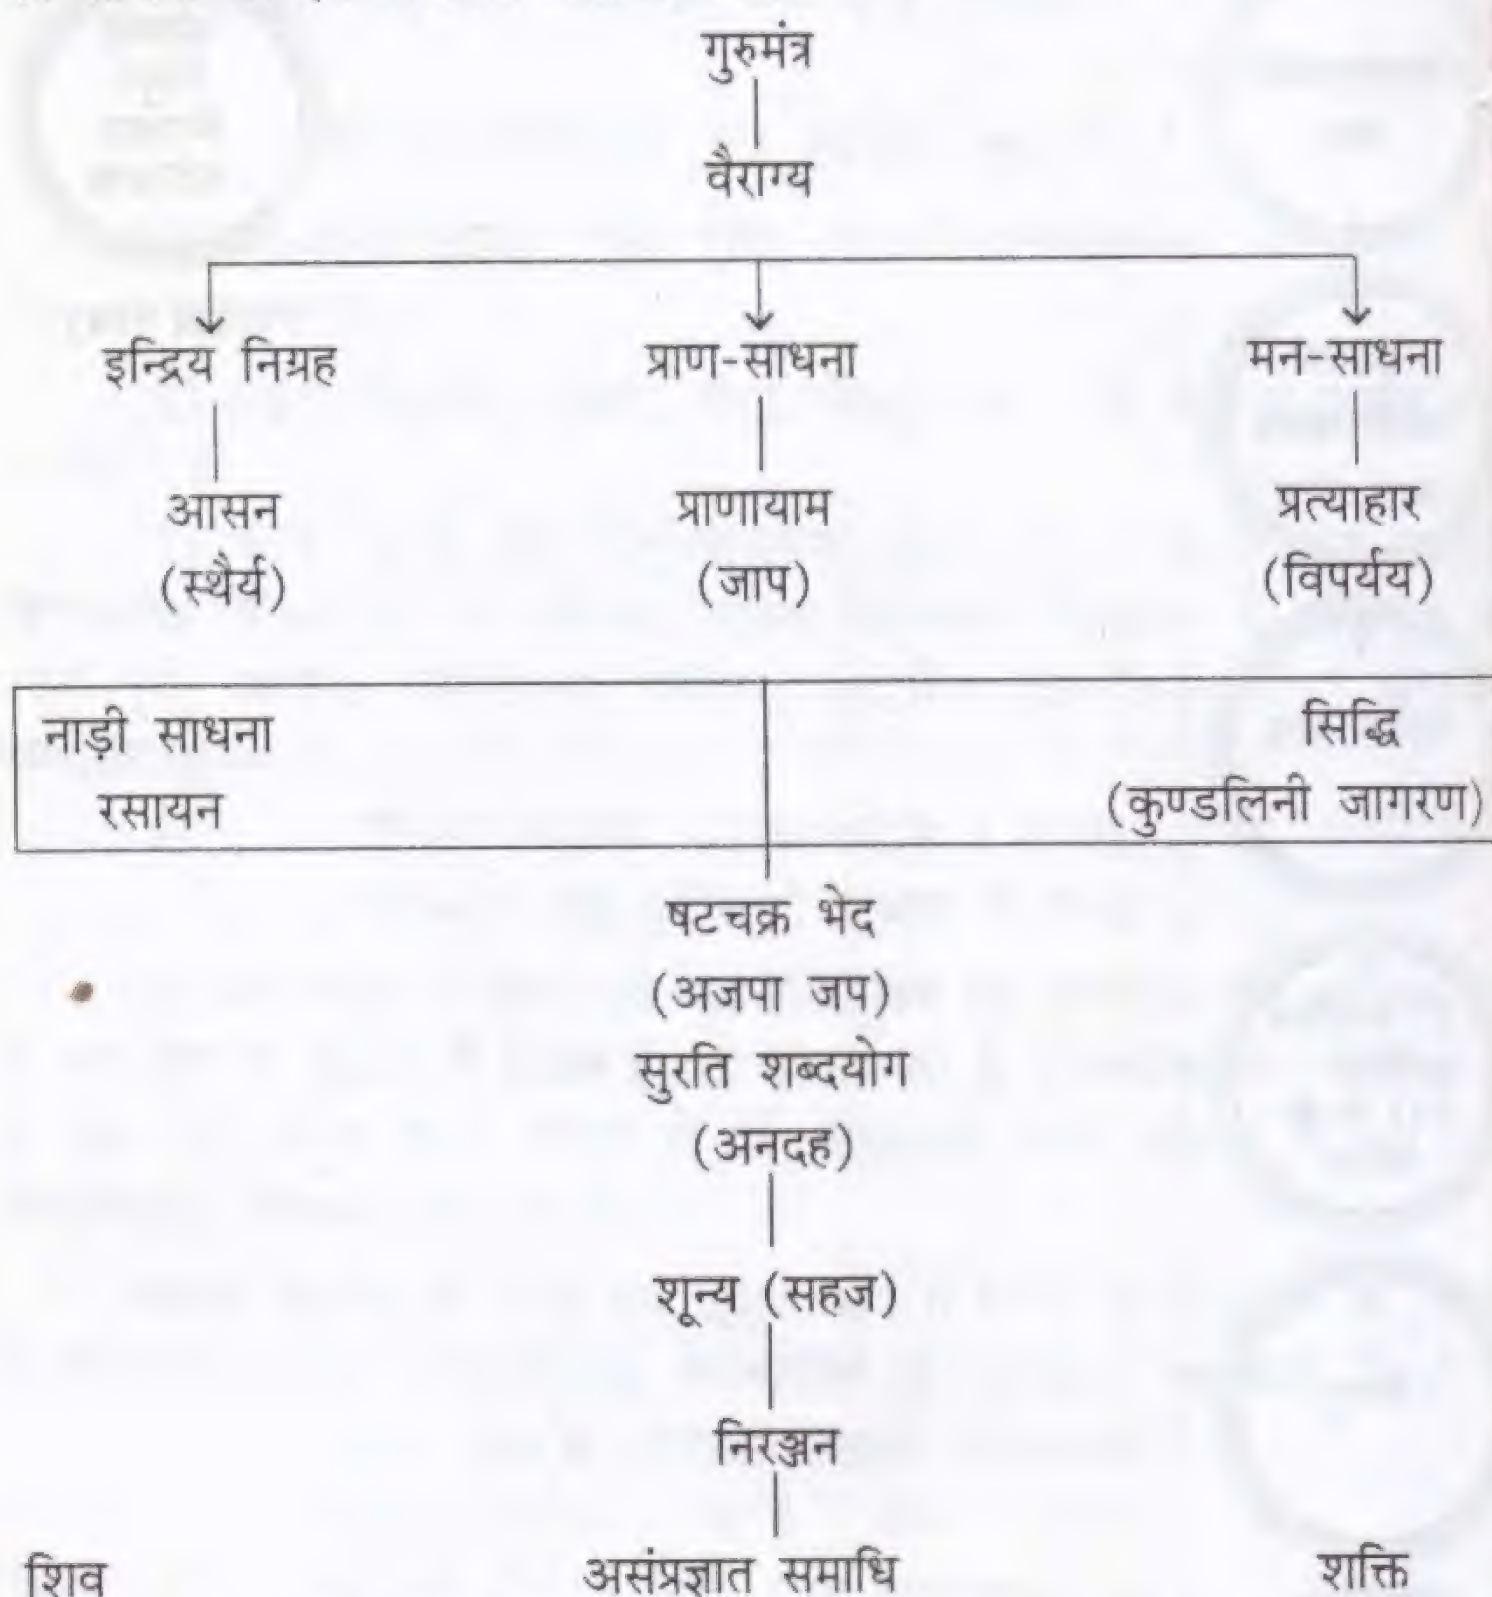 गुरुमंत्र
वैराग्य
इन्द्रिय निग्रह प्राण-साधना मन-साधना
आसन प्राणायाम प्रत्याहार
(स्थैर्य) (जाप) (विपर्यय)
नाड़ी साधना सिद्धि
रसायन (कुण्डलिनी जागरण)
षटचक्र भेद
(अजपा जप)
सुरति शब्दयोग
(अनदह)
शून्य (सहज)
निरञ्जन
शिव असंप्रज्ञात समाधि शक्ति